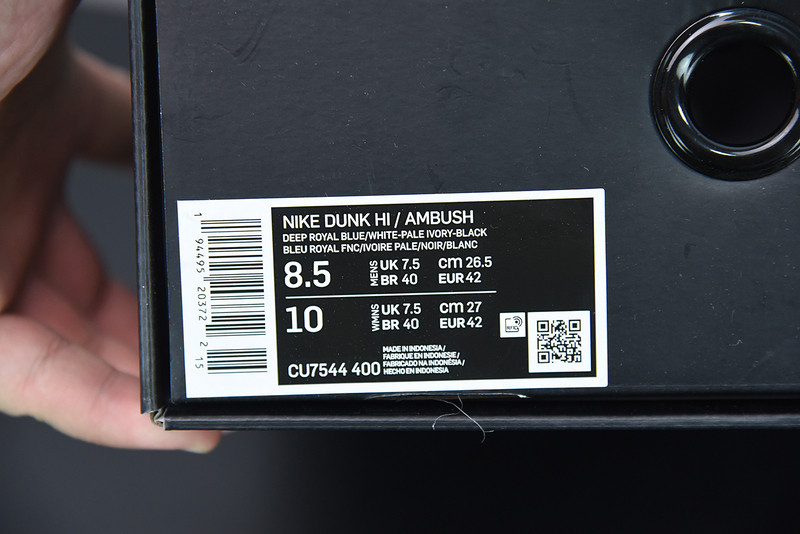 NIKE DUNK HI / AMBUSH
DEEP ROYAL BLUE/WHITE-PALE IVORY-BLACK
BLEU ROYAL FNC/IVOIRE PALE/NOIR/BLANC
8.5 MENS UK 7.5 cm 26.5
BR 40 EUR 42
10 WMNS UK 7.5 cm 27
BR 40 EUR 42
MADE IN INDONESIA /
FABRIQUE EN INDONESIE /
FABRICADO NA INDONÉSIA /
HECHO EN INDONESIA
CU7544 400
RFID
1 94495 20372 2 15